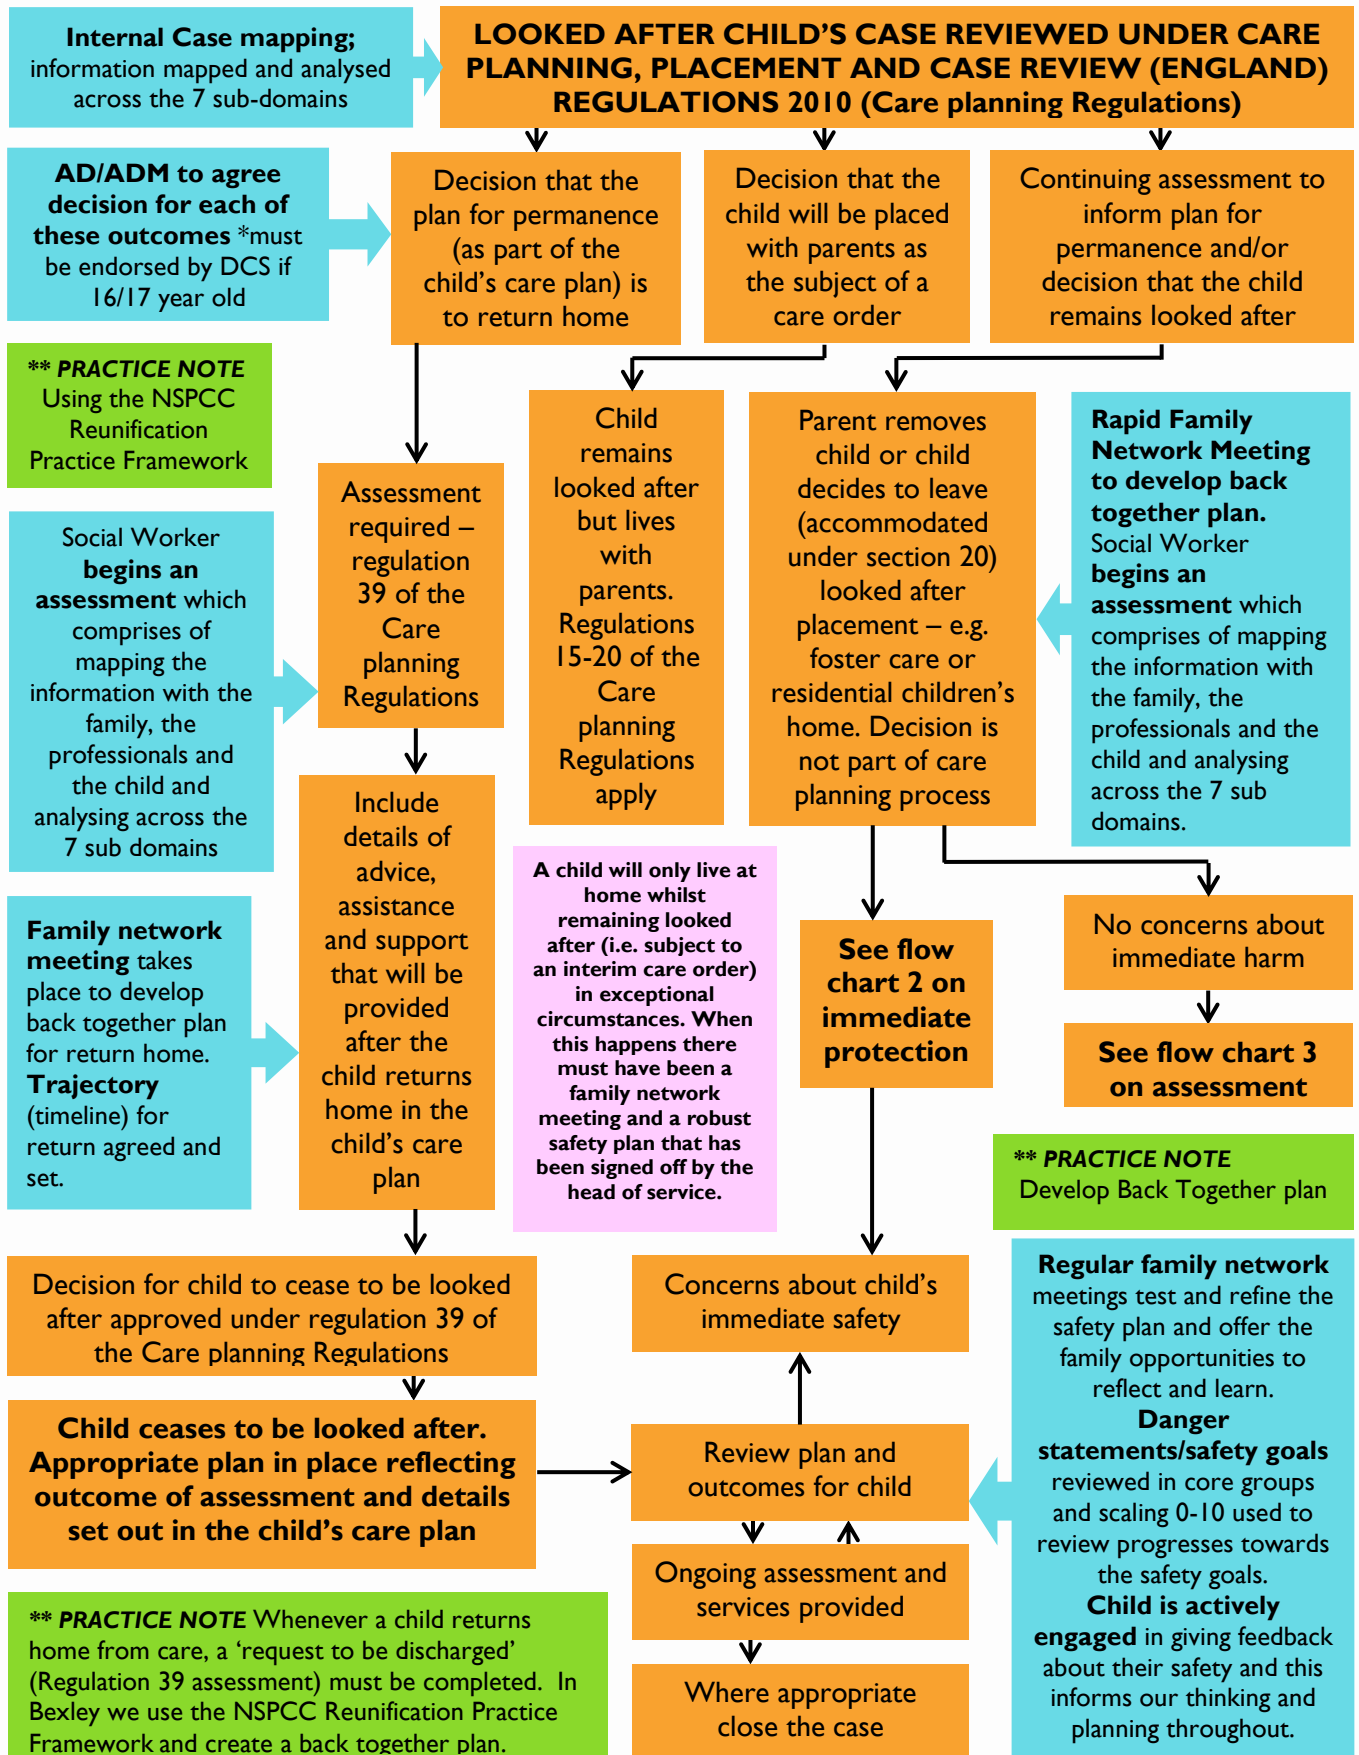 Internal Case mapping;
information mapped and analysed
across the 7 sub-domains
LOOKED AFTER CHILD’S CASE REVIEWED UNDER CARE
PLANNING, PLACEMENT AND CASE REVIEW (ENGLAND)
REGULATIONS 2010 (Care planning Regulations)
AD/ADM to agree
decision for each of
these outcomes *must
be endorsed by DCS if
16/17 year old
Decision that the
plan for permanence
(as part of the
child’s care plan) is
to return home
Decision that the
child will be placed
with parents as
the subject of a
care order
Continuing assessment to
inform plan for
permanence and/or
decision that the child
remains looked after
** PRACTICE NOTE
Using the NSPCC
Reunification
Practice Framework
Assessment
required –
regulation
39 of the
Care
planning
Regulations
Child
remains
looked after
but lives
with
parents.
Regulations
15-20 of the
Care
planning
Regulations
apply
Parent removes
child or child
decides to leave
(accommodated
under section 20)
looked after
placement – e.g.
foster care or
residential children’s
home. Decision is
not part of care
planning process
Rapid Family
Network Meeting
to develop back
together plan.
Social Worker
begins an
assessment which
comprises of mapping
the information with
the family, the
professionals and the
child and analysing
across the 7 sub
domains.
Social Worker
begins an
assessment which
comprises of
mapping the
information with the
family, the
professionals and
the child and
analysing across the
7 sub domains
Include
details of
advice,
assistance
and support
that will be
provided
after the
child returns
home in the
child’s care
plan
A child will only live at
home whilst
remaining looked
after (i.e. subject to
an interim care order)
in exceptional
circumstances. When
this happens there
must have been a
family network
meeting and a robust
safety plan that has
been signed off by the
head of service.
See flow
chart 2 on
immediate
protection
No concerns about
immediate harm
See flow chart 3
on assessment
Family network
meeting takes
place to develop
back together plan
for return home.
Trajectory
(timeline) for
return agreed and
set.
** PRACTICE NOTE
Develop Back Together plan
Decision for child to cease to be looked
after approved under regulation 39 of
the Care planning Regulations
Concerns about child’s
immediate safety
Regular family network
meetings test and refine the
safety plan and offer the
family opportunities to
reflect and learn.
Danger
statements/safety goals
reviewed in core groups
and scaling 0-10 used to
review progresses towards
the safety goals.
Child is actively
engaged in giving feedback
about their safety and this
informs our thinking and
planning throughout.
Child ceases to be looked after.
Appropriate plan in place reflecting
outcome of assessment and details
set out in the child’s care plan
Review plan and
outcomes for child
Ongoing assessment and
services provided
Where appropriate
close the case
** PRACTICE NOTE Whenever a child returns
home from care, a ‘request to be discharged’
(Regulation 39 assessment) must be completed. In
Bexley we use the NSPCC Reunification Practice
Framework and create a back together plan.